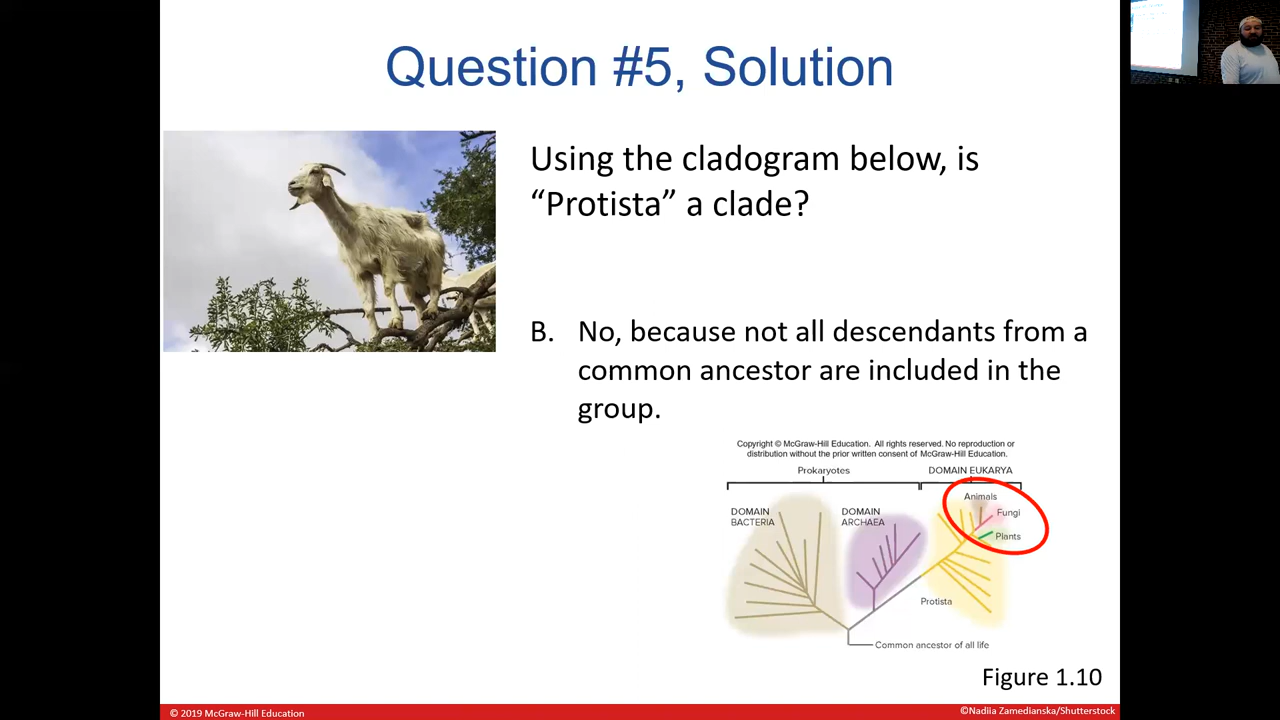 Question #5, Solution
Using the cladogram below, is
“Protista” a clade?
B. No, because not all descendants from a
common ancestor are included in the
group.
Copyright © McGraw-Hill Education. All rights reserved. No reproduction or
distribution without the prior written consent of McGraw-Hill Education.
Prokaryotes
DOMAIN EUKARYA
Animals
DOMAIN
BACTERIA
DOMAIN
ARCHAEA
Fungi
Plants
Protista
Common ancestor of all life
Figure 1.10
© 2019 McGraw-Hill Education
©Nadiia Zamedianska/Shutterstock